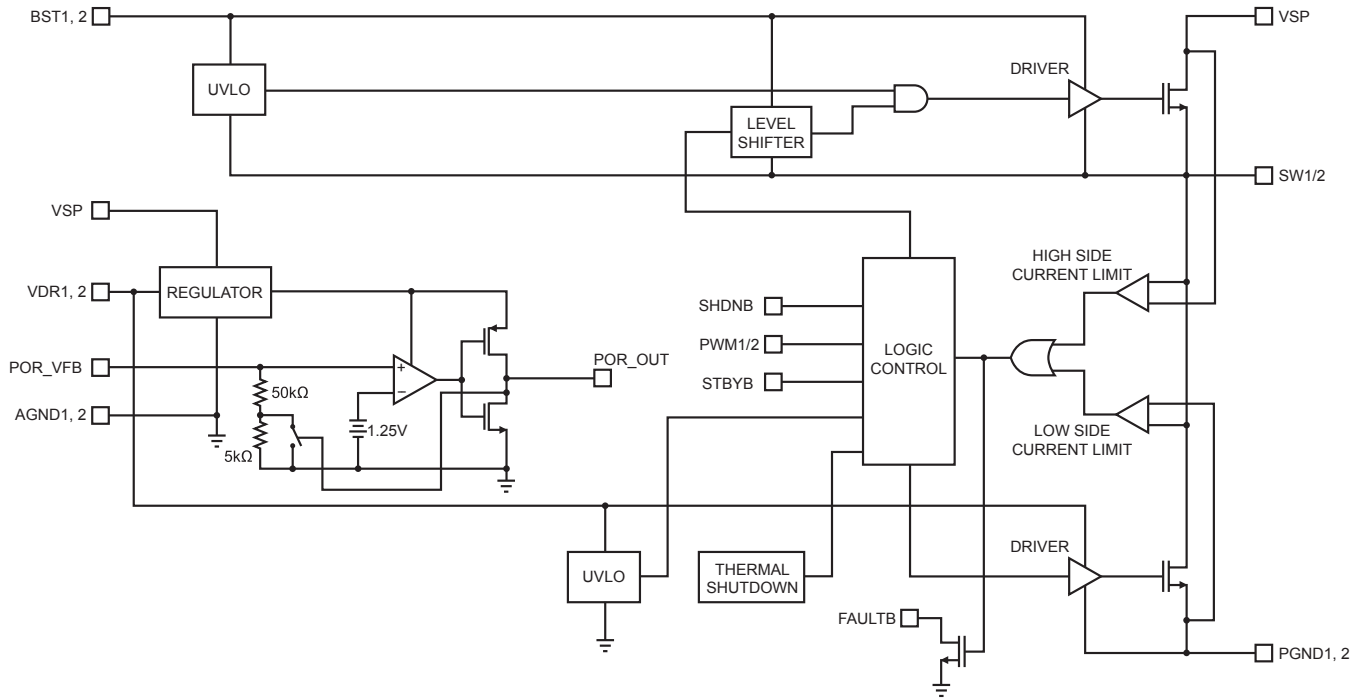 BST1, 2
VSP
UVLO
DRIVER
LEVEL
SHIFTER
SW1/2
VSP
VDR1, 2
REGULATOR
HIGH SIDE
CURRENT LIMIT
SHDNB
PWM1/2
STBYB
LOGIC
CONTROL
POR_VFB
POR_OUT
50kΩ
+
−
AGND1, 2
1.25V
5kΩ
LOW SIDE
CURRENT LIMIT
DRIVER
UVLO
THERMAL
SHUTDOWN
FAULTB
PGND1, 2